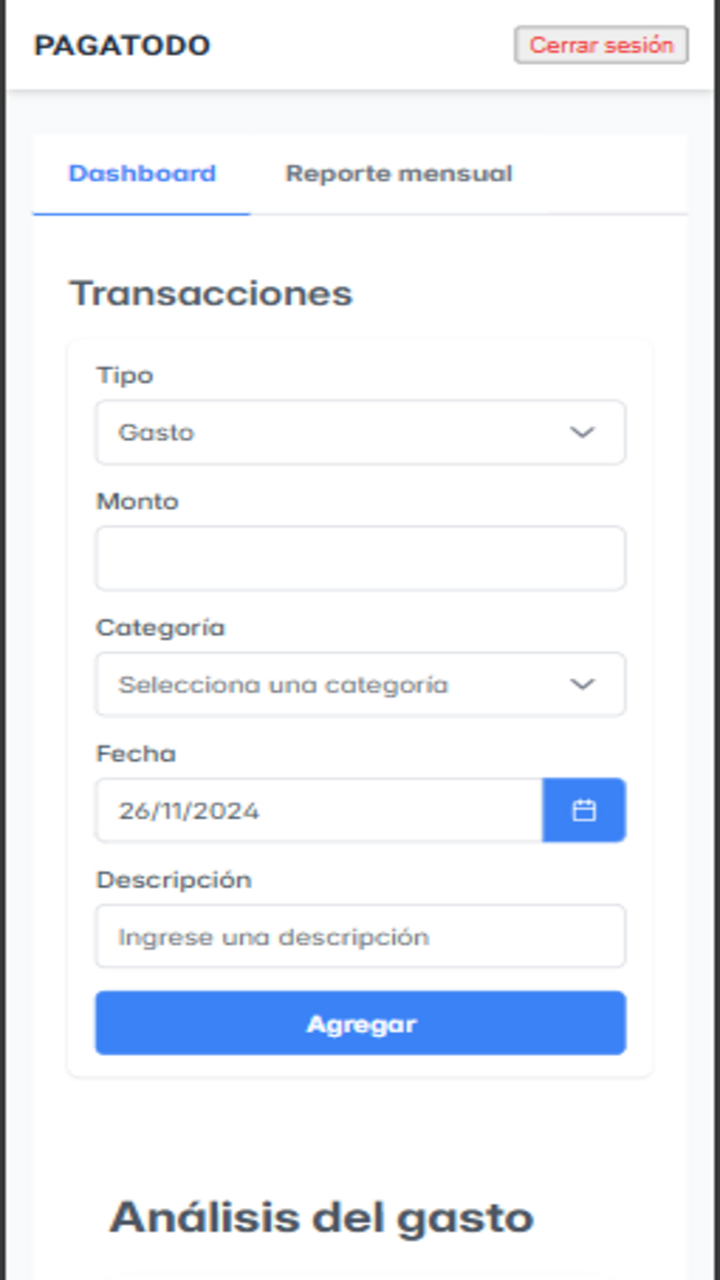 PAGATODO
Cerrar sesión
Dashboard
Reporte mensual
Transacciones
Tipo
Gasto
Monto
Categoría
Selecciona una categoría
Fecha
26/11/2024
Descripción
Ingrese una descripción
Agregar
Análisis del gasto